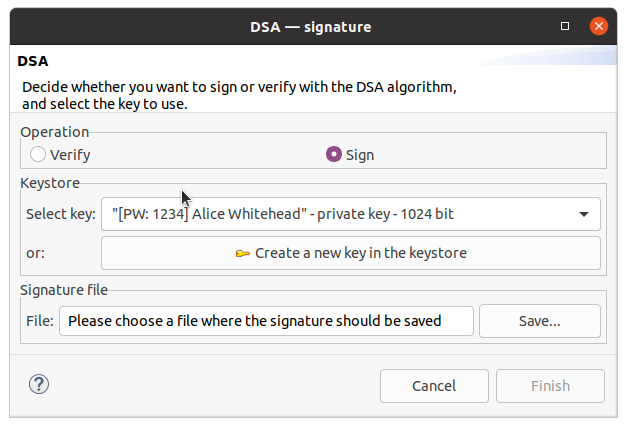 DSA — signature
DSA
Decide whether you want to sign or verify with the DSA algorithm,
and select the key to use.
Operation
Verify
Sign
Keystore
Select key:
"[PW: 1234] Alice Whitehead" - private key - 1024 bit
or:
Create a new key in the keystore
Signature file
File:
Please choose a file where the signature should be saved
Save...
?
Cancel
Finish